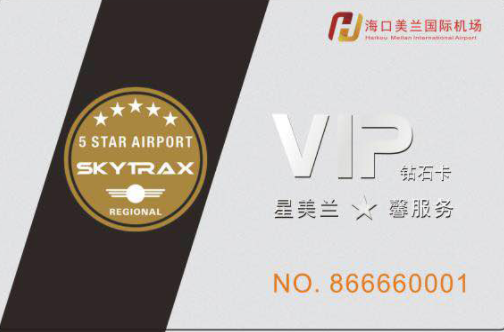 海口美兰国际机场
Haikou Meilan International Airport
5 STAR AIRPORT
SKYTRAX
REGIONAL
VIP
钻石卡
星美兰 ☆ 馨服务
NO. 866660001